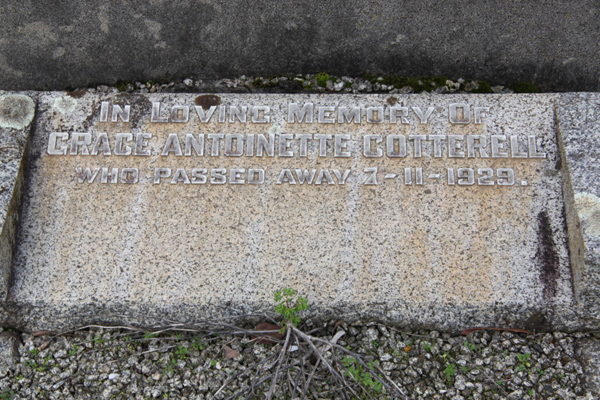 In Loving Memory Of
GRACE ANTOINETTE COTTERELL
WHO PASSED AWAY 7-11-1929.